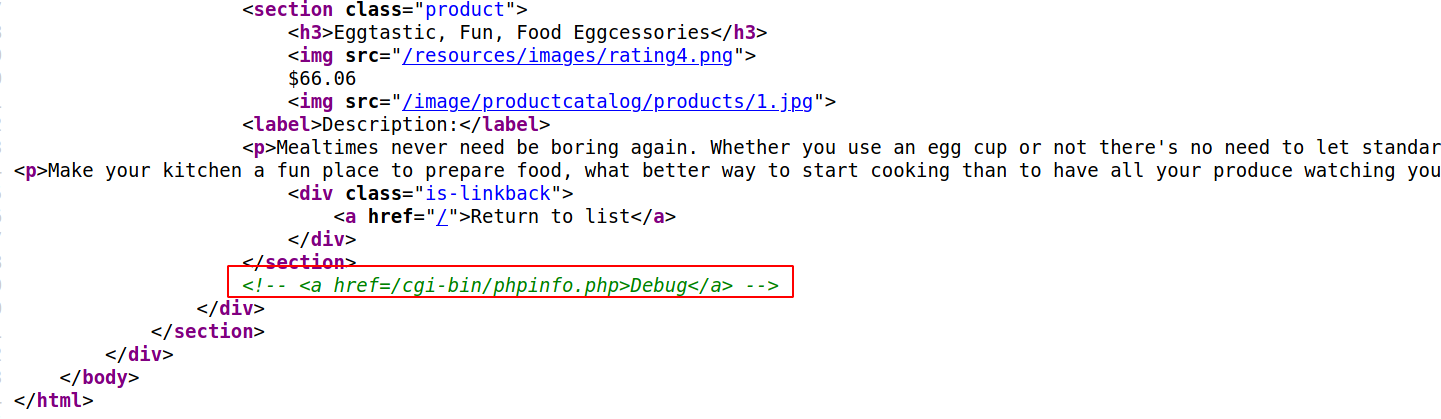 <section class="product">
<h3>Eggtastic, Fun, Food Eggcessories</h3>
<img src="/resources/images/rating4.png">
$66.06
<img src="/image/productcatalog/products/1.jpg">
<label>Description:</label>
<p>Mealtimes never need be boring again. Whether you use an egg cup or not there's no need to let standar
<p>Make your kitchen a fun place to prepare food, what better way to start cooking than to have all your produce watching you
<div class="is-linkback">
<a href="/">Return to list</a>
</div>
</section>
<!-- <a href=/cgi-bin/phpinfo.php>Debug</a> -->
</div>
</section>
</div>
</body>
</html>